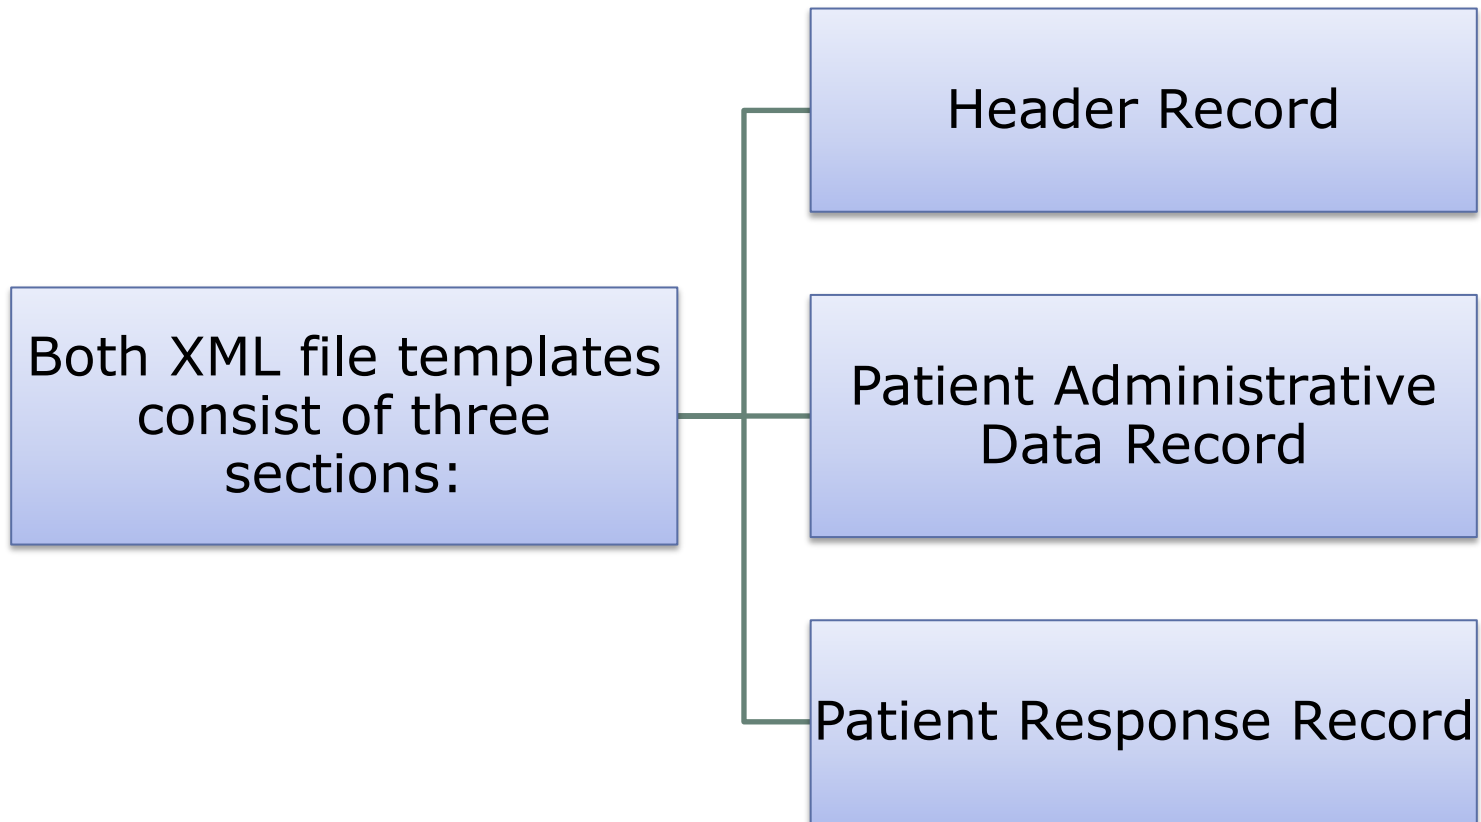 Both XML file templates
consist of three
sections:
Header Record
Patient Administrative
Data Record
Patient Response Record